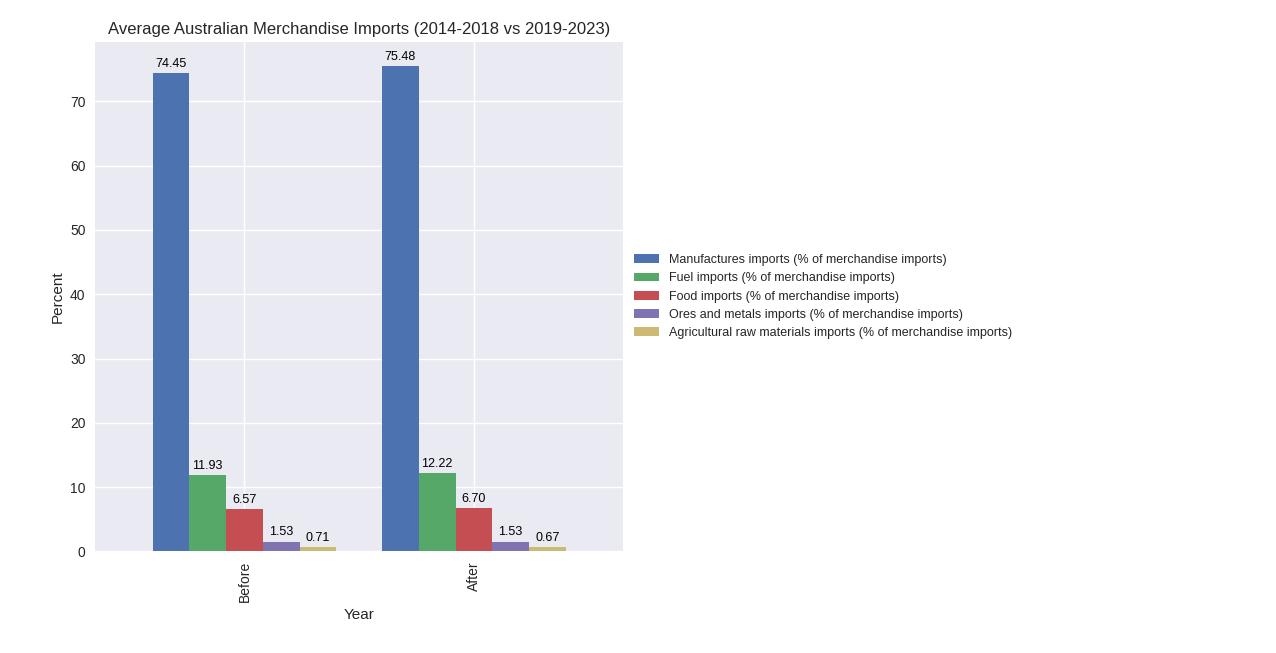 Average Australian Merchandise Imports (2014-2018 vs 2019-2023)
Percent
70
60
50
40
30
20
10
0
74.45
11.93
6.57
1.53
0.71
75.48
12.22
6.70
1.53
0.67
Before
After
Year
Manufactures imports (% of merchandise imports)
Fuel imports (% of merchandise imports)
Food imports (% of merchandise imports)
Ores and metals imports (% of merchandise imports)
Agricultural raw materials imports (% of merchandise imports)